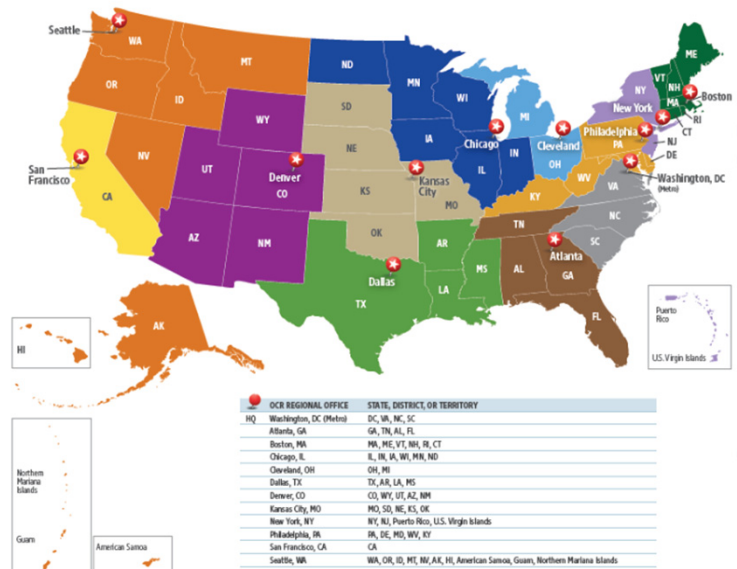 Seattle
WA
MT
ND
MN
ME
OR
ID
SD
WI
MI
VT
NH
NY
MA
Boston
New York
RI
CT
WY
NE
IA
Chicago
Cleveland
Philadelphia
PA
NJ
DE
San
Francisco
NV
UT
Denver
CO
Kansas
City
IL
IN
OH
WV
VA
Washington, DC
(Metro)
CA
KS
MO
KY
NC
AZ
NM
OK
AR
TN
SC
Dallas
TX
LA
MS
AL
Atlanta
GA
FL
HI
AK
Puerto
Rico
U.S. Virgin Islands
Northern
Mariana
Islands
Guam
American Samoa
OCR REGIONAL OFFICE STATE, DISTRICT, OR TERRITORY
HQ Washington, DC (Metro) DC, VA, NC, SC
Atlanta, GA GA, TN, AL, FL
Boston, MA MA, ME, VT, NH, RI, CT
Chicago, IL IL, IN, IA, WI, MN, ND
Cleveland, OH OH, MI
Dallas, TX TX, AR, LA, MS
Denver, CO CO, WY, UT, AZ, NM
Kansas City, MO MO, SD, NE, KS, OK
New York, NY NY, NJ, Puerto Rico, U.S. Virgin Islands
Philadelphia, PA PA, DE, MD, WV, KY
San Francisco, CA CA
Seattle, WA WA, OR, ID, MT, NV, AK, HI, American Samoa, Guam, Northern Mariana Islands